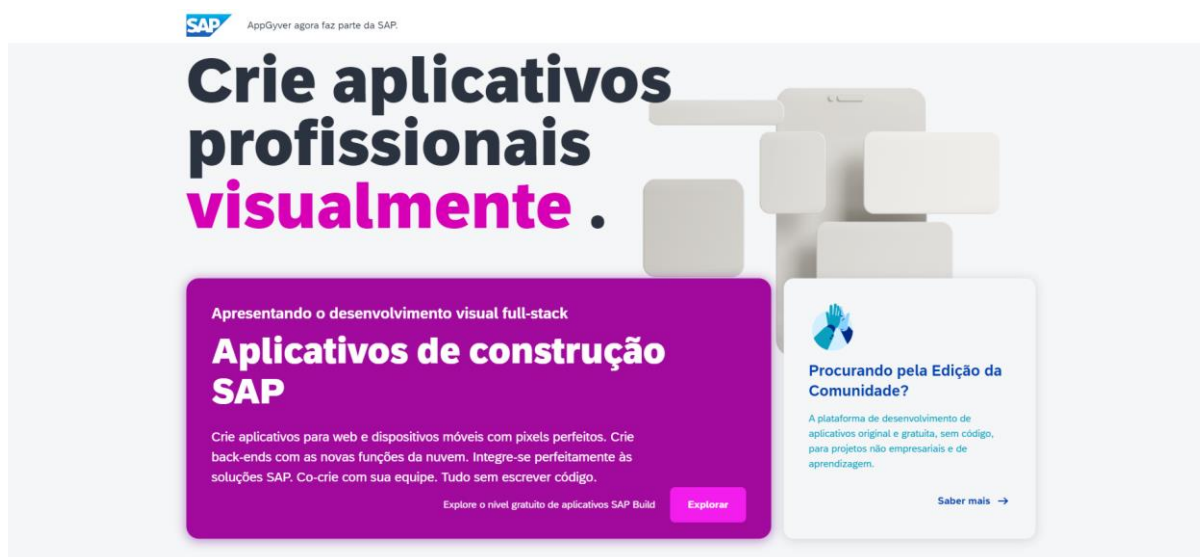 SAP
AppGyver agora faz parte da SAP.
Crie aplicativos
profissionais
visualmente .
Apresentando o desenvolvimento visual full-stack
Aplicativos de construção
SAP
Crie aplicativos para web e dispositivos móveis com pixels perfeitos. Crie
back-ends com as novas funções da nuvem. Integre-se perfeitamente às
soluções SAP. Co-crie com sua equipe. Tudo sem escrever código.
Explore o nível gratuito de aplicativos SAP Build
Explorar
Procurando pela Edição da
Comunidade?
A plataforma de desenvolvimento de
aplicativos original e gratuita, sem código,
para projetos não empresariais e de
aprendizagem.
Saber mais →